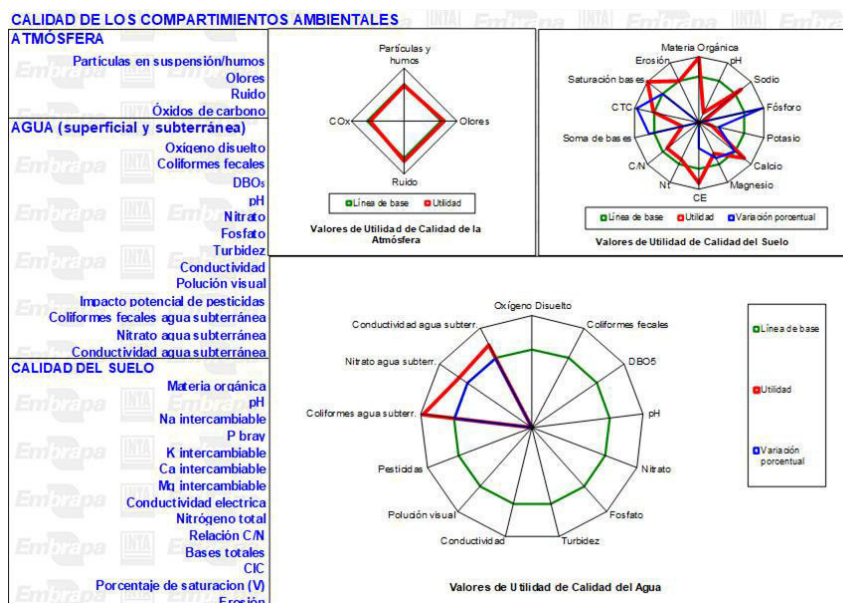 CALIDAD DE LOS COMPARTIMIENTOS AMBIENTALES
ATMÓSFERA
Partículas en suspensión/humos
Olores
Ruido
Óxidos de carbono
AGUA (superficial y subterránea)
Oxígeno disuelto
Coliformes fecales
DBO₅
pH
Nitrato
Fosfato
Turbidez
Conductividad
Polución visual
Impacto potencial de pesticidas
Coliformes fecales agua subterránea
Nitrato agua subterránea
Conductividad agua subterránea
CALIDAD DEL SUELO
Materia orgánica
pH
Na intercambiable
P bray
K intercambiable
Ca intercambiable
Mg intercambiable
Conductividad electrica
Nitrógeno total
Relación C/N
Bases totales
CIC
Porcentaje de saturacion (V)
Erosión
Partículas y
humos
COx
Olores
Ruido
Línea de base
Utilidad
Valores de Utilidad de Calidad de la
Atmósfera
Materia Orgánica
Erosión
pH
Saturación bases
Sodio
CTC
Fósforo
Soma de bases
Potasio
C/N
Calcio
Nt
Magnesio
CE
Línea de base
Utilidad
Variación porcentual
Valores de Utilidad de Calidad del Suelo
Oxígeno Disuelto
Conductividad agua subterr.
Coliformes fecales
Nitrato agua subterr.
DBO5
Coliformes agua subterr.
pH
Pesticidas
Nitrato
Polución visual
Fosfato
Conductividad
Turbidez
Línea de base
Utilidad
Variación
porcentual
Valores de Utilidad de Calidad del Agua
Embrapa
INTA